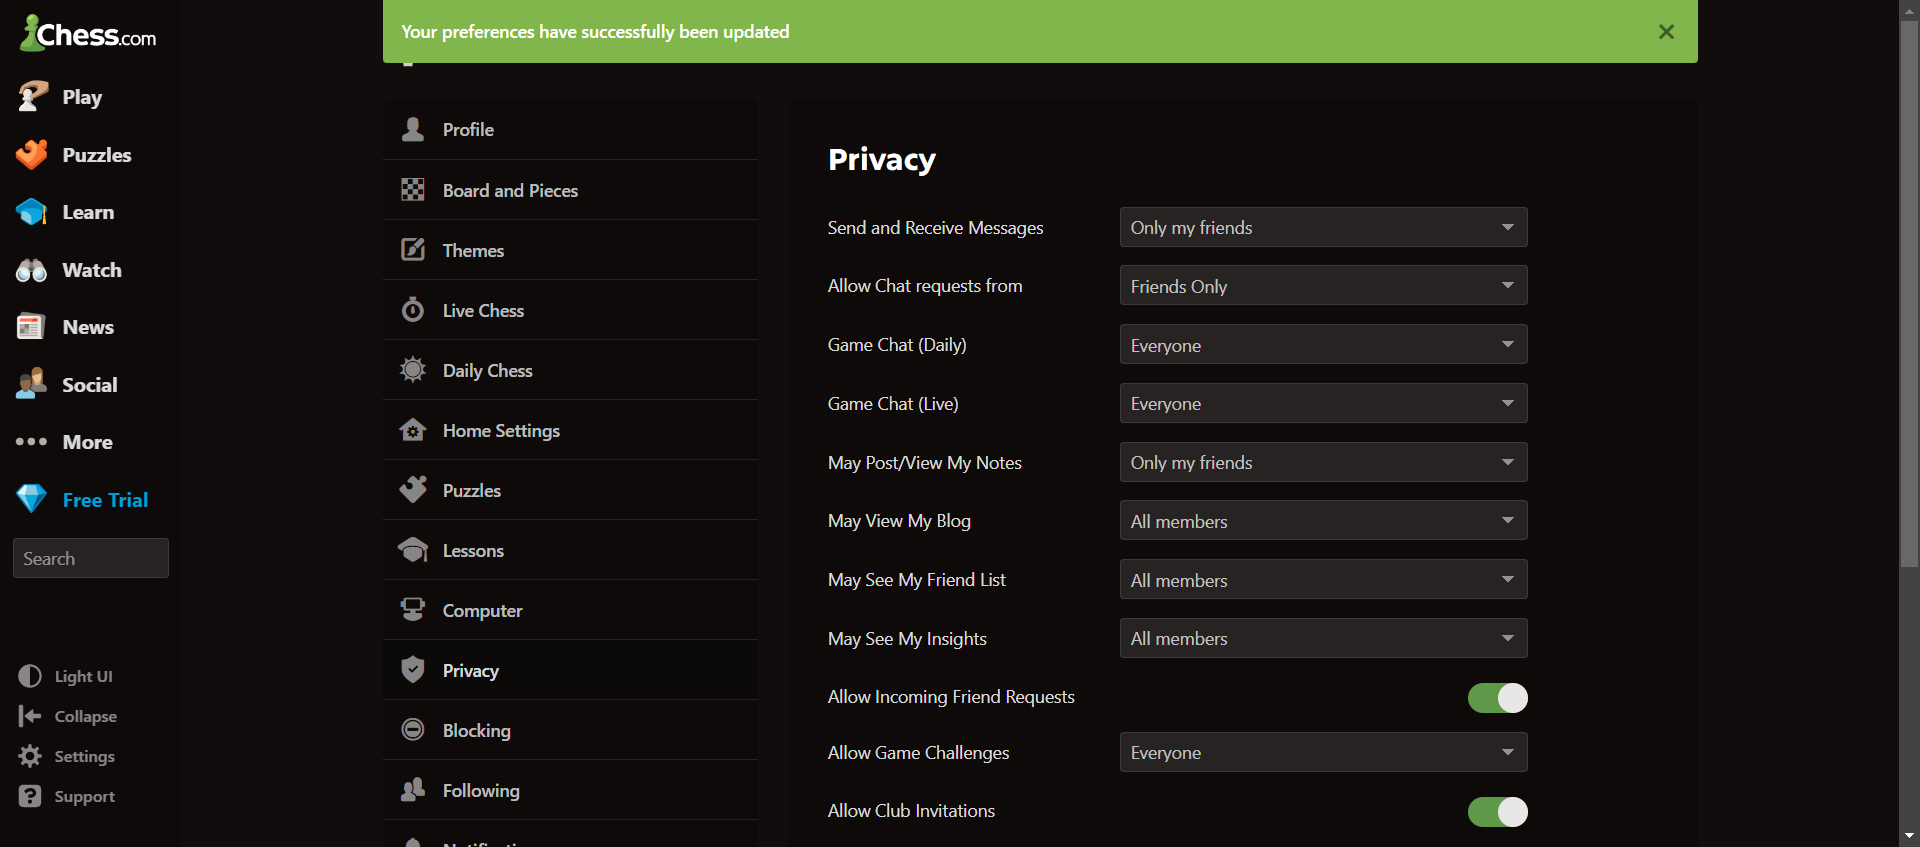 Chess.com
Play
Puzzles
Learn
Watch
News
Social
More
Free Trial
Search
Light UI
Collapse
Settings
Support
Your preferences have successfully been updated
Profile
Board and Pieces
Themes
Live Chess
Daily Chess
Home Settings
Puzzles
Lessons
Computer
Privacy
Blocking
Following
Privacy
Send and Receive Messages Only my friends
Allow Chat requests from Friends Only
Game Chat (Daily) Everyone
Game Chat (Live) Everyone
May Post/View My Notes Only my friends
May View My Blog All members
May See My Friend List All members
May See My Insights All members
Allow Incoming Friend Requests
Allow Game Challenges Everyone
Allow Club Invitations